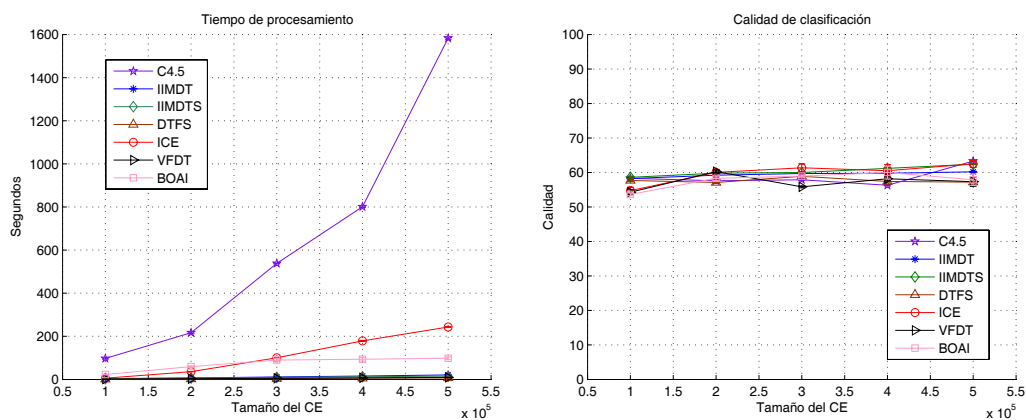 Tiempo de procesamiento
1600
1400
1200
1000
800
600
400
200
0
Segundos
C4.5
IIMDT
IIMDTS
DTFS
ICE
VFDT
BOAI
0.5 1 1.5 2 2.5 3 3.5 4 4.5 5 5.5
Tamaño del CE
x 10^5
Calidad de clasificación
100
90
80
70
60
50
40
30
20
10
0
Calidad
C4.5
IIMDT
IIMDTS
DTFS
ICE
VFDT
BOAI
0.5 1 1.5 2 2.5 3 3.5 4 4.5 5 5.5
Tamaño del CE
x 10^5